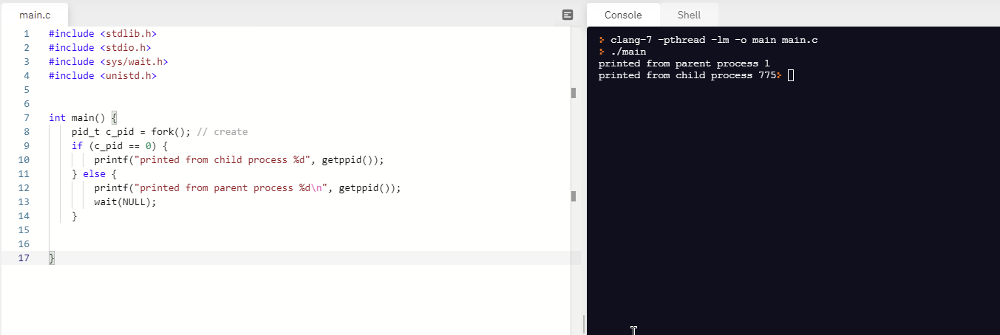 main.c
1 #include <stdlib.h>
2 #include <stdio.h>
3 #include <sys/wait.h>
4 #include <unistd.h>
5
6
7 int main() {
8 pid_t c_pid = fork(); // create
9 if (c_pid == 0) {
10 printf("printed from child process %d", getppid());
11 } else {
12 printf("printed from parent process %d\n", getppid());
13 wait(NULL);
14 }
15
16
17 }
Console Shell
clang-7 -pthread -lm -o main main.c
./main
printed from parent process 1
printed from child process 775